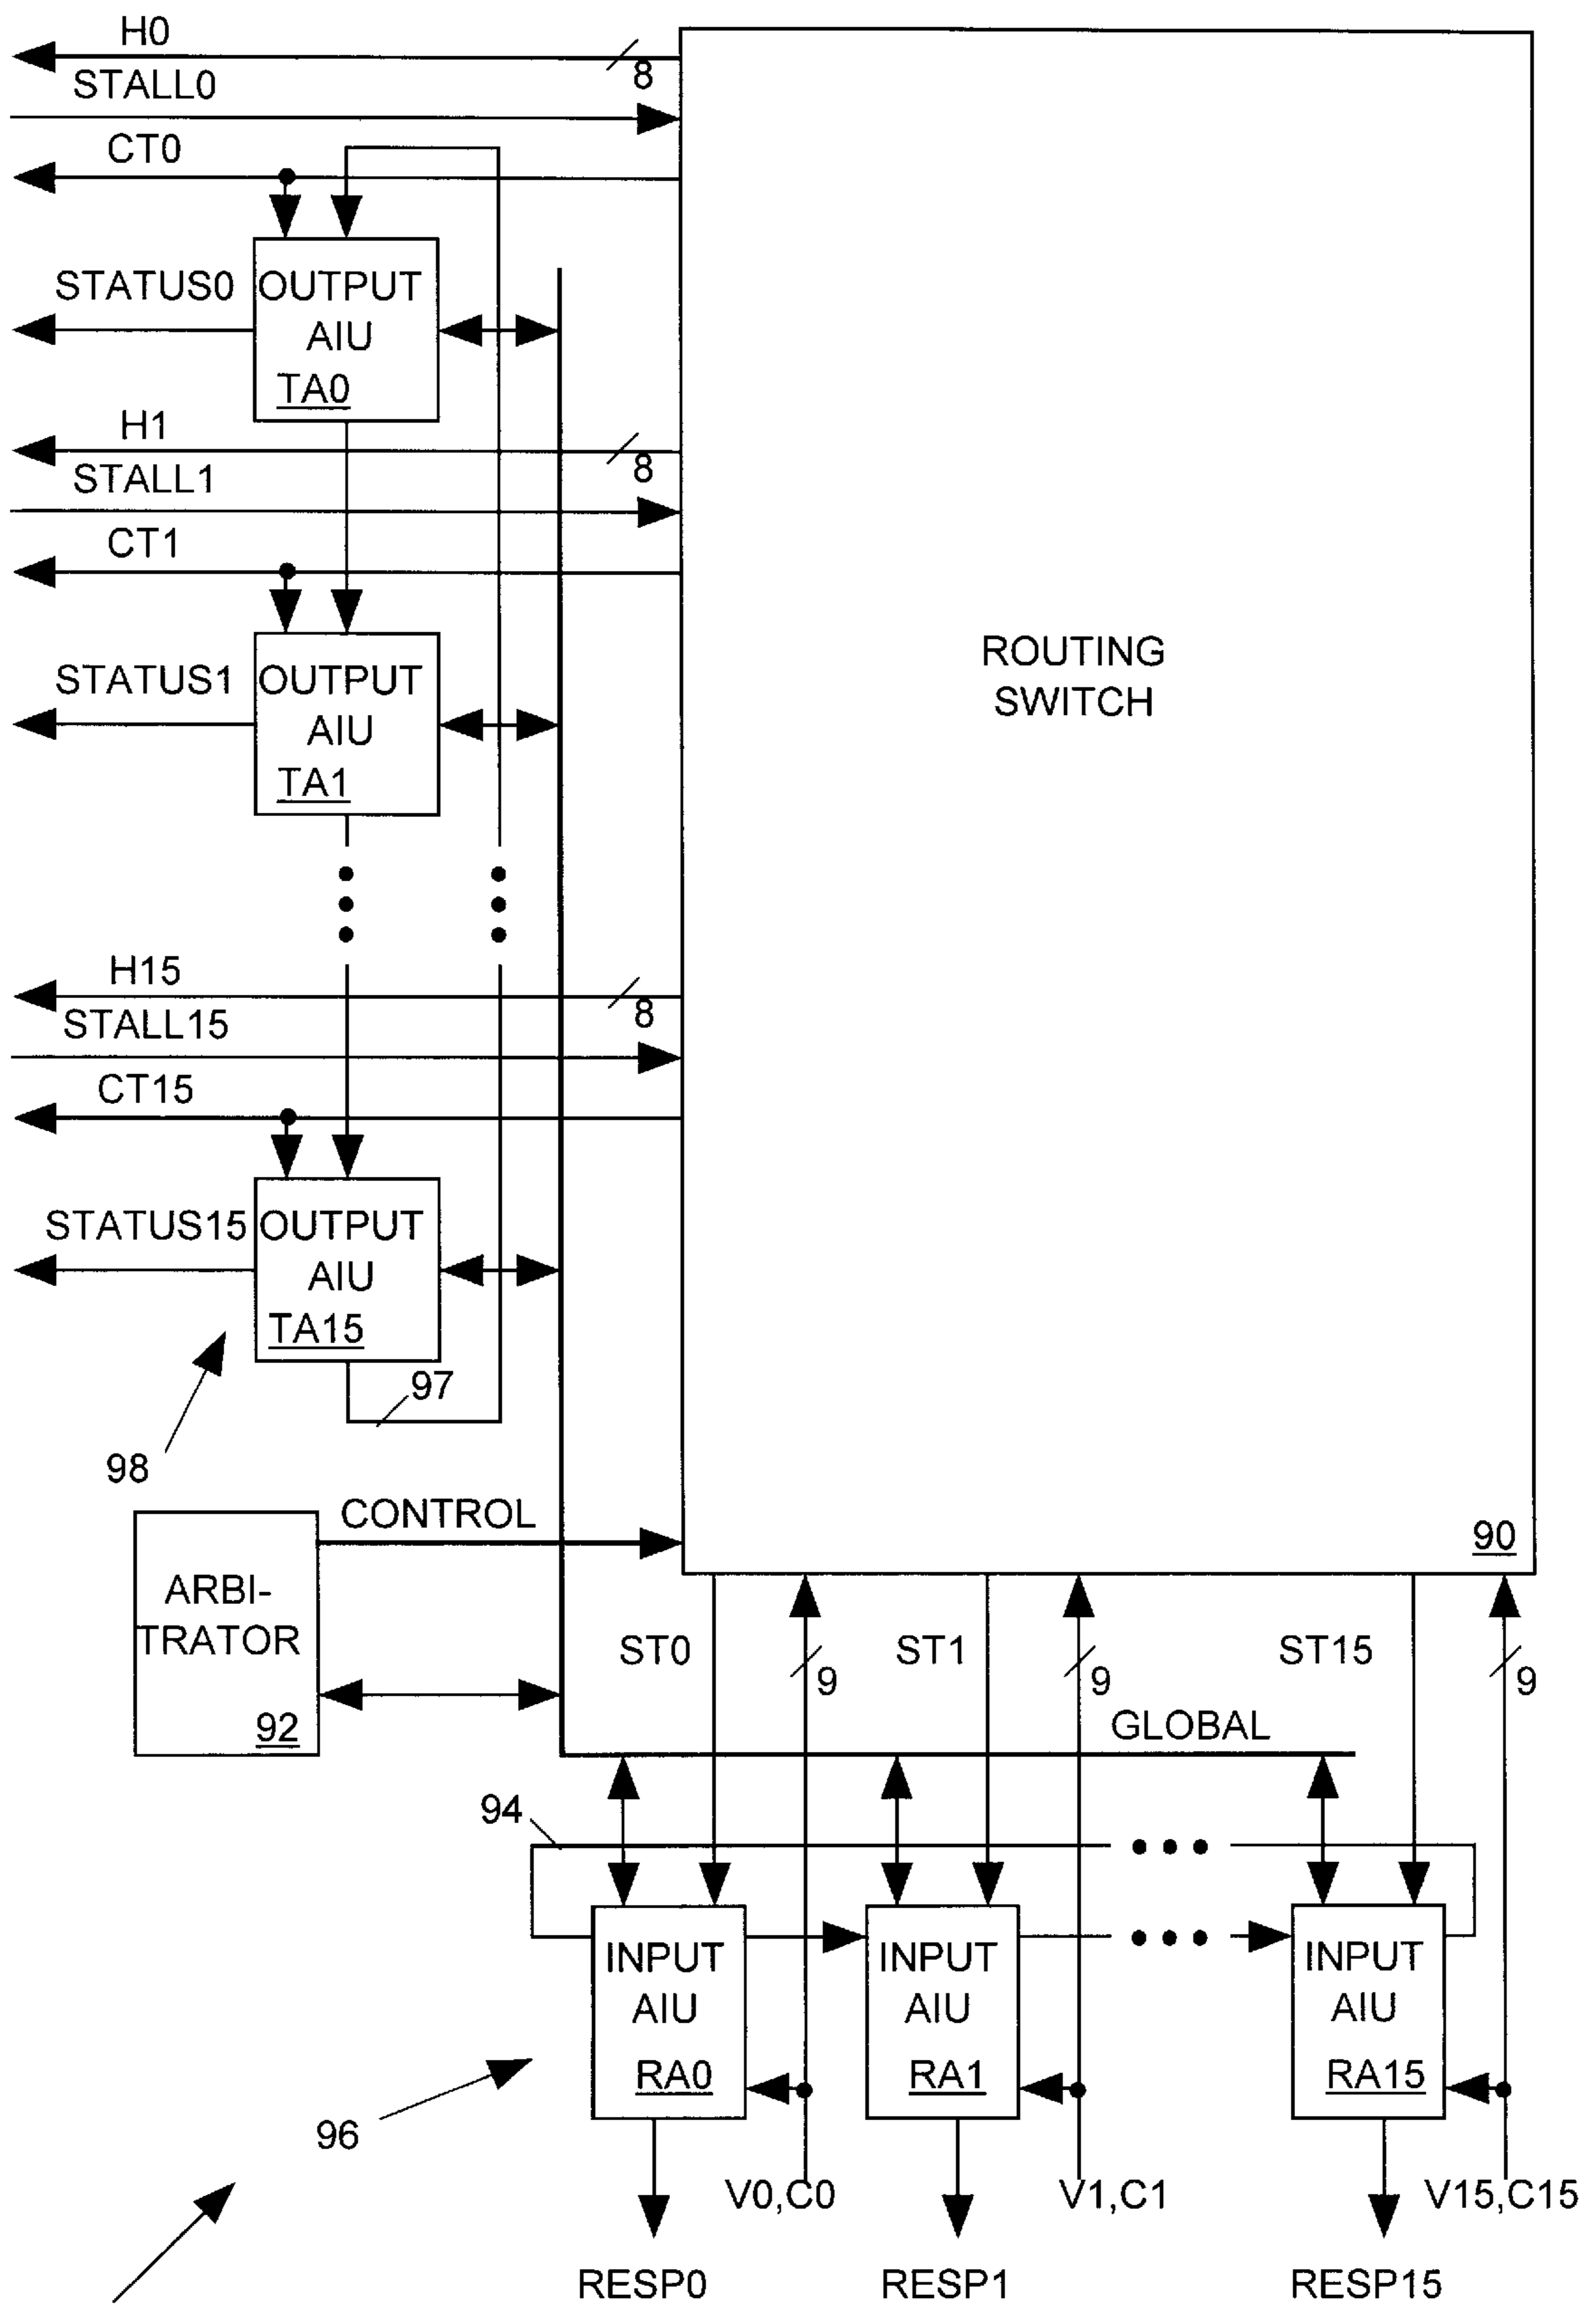 H0
8
STALL0
CT0
STATUS0
OUTPUT
AIU
TA0
H1
8
STALL1
CT1
STATUS1
OUTPUT
AIU
TA1
ROUTING
SWITCH
H15
8
STALL15
CT15
STATUS15
OUTPUT
AIU
TA15
97
98
CONTROL
90
ARBI-
TRATOR
92
ST0
9
ST1
9
ST15
9
GLOBAL
94
INPUT
AIU
RA0
INPUT
AIU
RA1
INPUT
AIU
RA15
96
V0,C0
V1,C1
V15,C15
RESP0
RESP1
RESP15